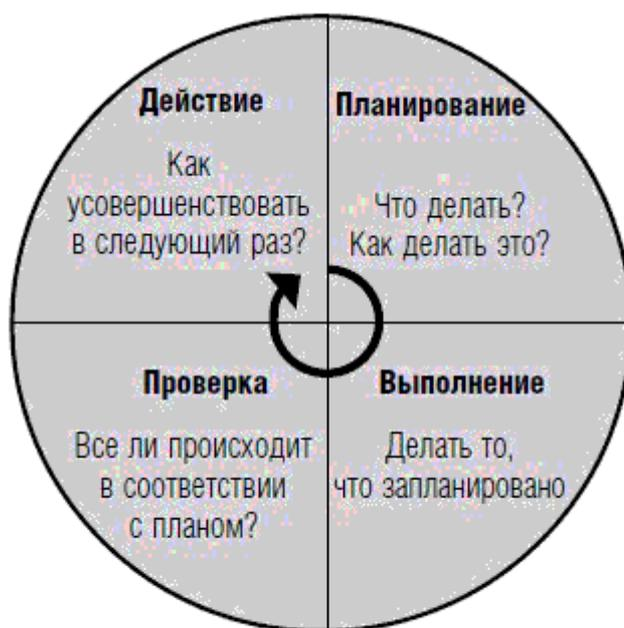 Действие
Как
усовершенствовать
в следующий раз?
Планирование
Что делать?
Как делать это?
Проверка
Все ли происходит
в соответствии
с планом?
Выполнение
Делать то,
что запланировано